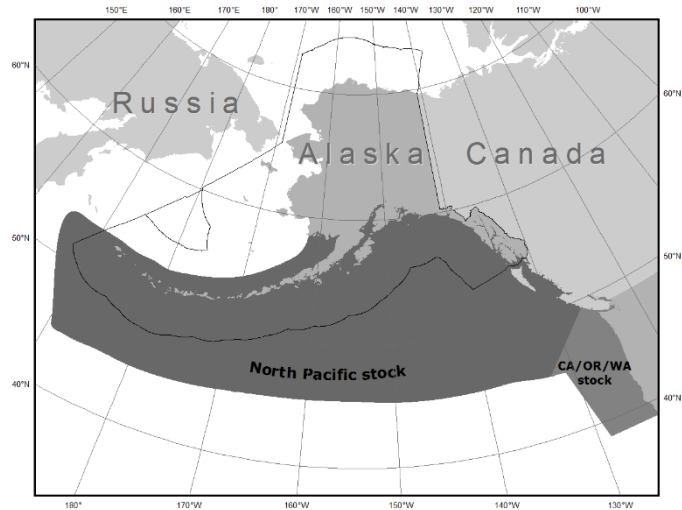 150°E 160°E 170°E 180° 170°W 160°W 150°W 140°W 130°W 120°W 110°W 100°W
60°N
60°N
Russia
Alaska Canada
50°N
50°N
North Pacific stock
CA/OR/WA
stock
40°N
40°N
180° 170°W 160°W 150°W 140°W 130°W